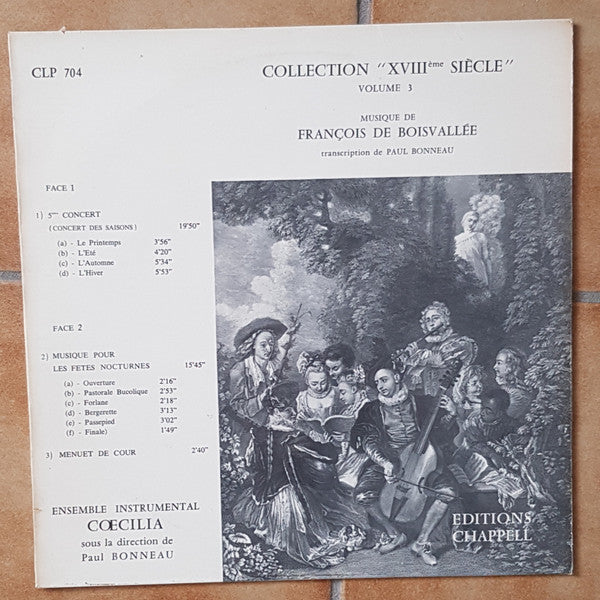 CLP 704
COLLECTION "XVIIIème SIÈCLE"
VOLUME 3
MUSIQUE DE
FRANÇOIS DE BOISVALLÉE
transcription de PAUL BONNEAU
FACE 1
1) 5me CONCERT
(CONCERT DES SAISONS) 19'50"
(a) - Le Printemps 3'56"
(b) - L'Eté 4'20"
(c) - L'Automne 5'34"
(d) - L'Hiver 5'53"
FACE 2
2) MUSIQUE POUR
LES FETES NOCTURNES 15'45"
(a) - Ouverture 2'16"
(b) - Pastorale Bucolique 2'53"
(c) - Forlane 2'18"
(d) - Bergerette 3'13"
(e) - Passepied 3'02"
(f) - Finale) 1'49"
3) MENUET DE COUR 2'40"
ENSEMBLE INSTRUMENTAL
CŒCILIA
sous la direction de
Paul BONNEAU
EDITIONS
CHAPPELL